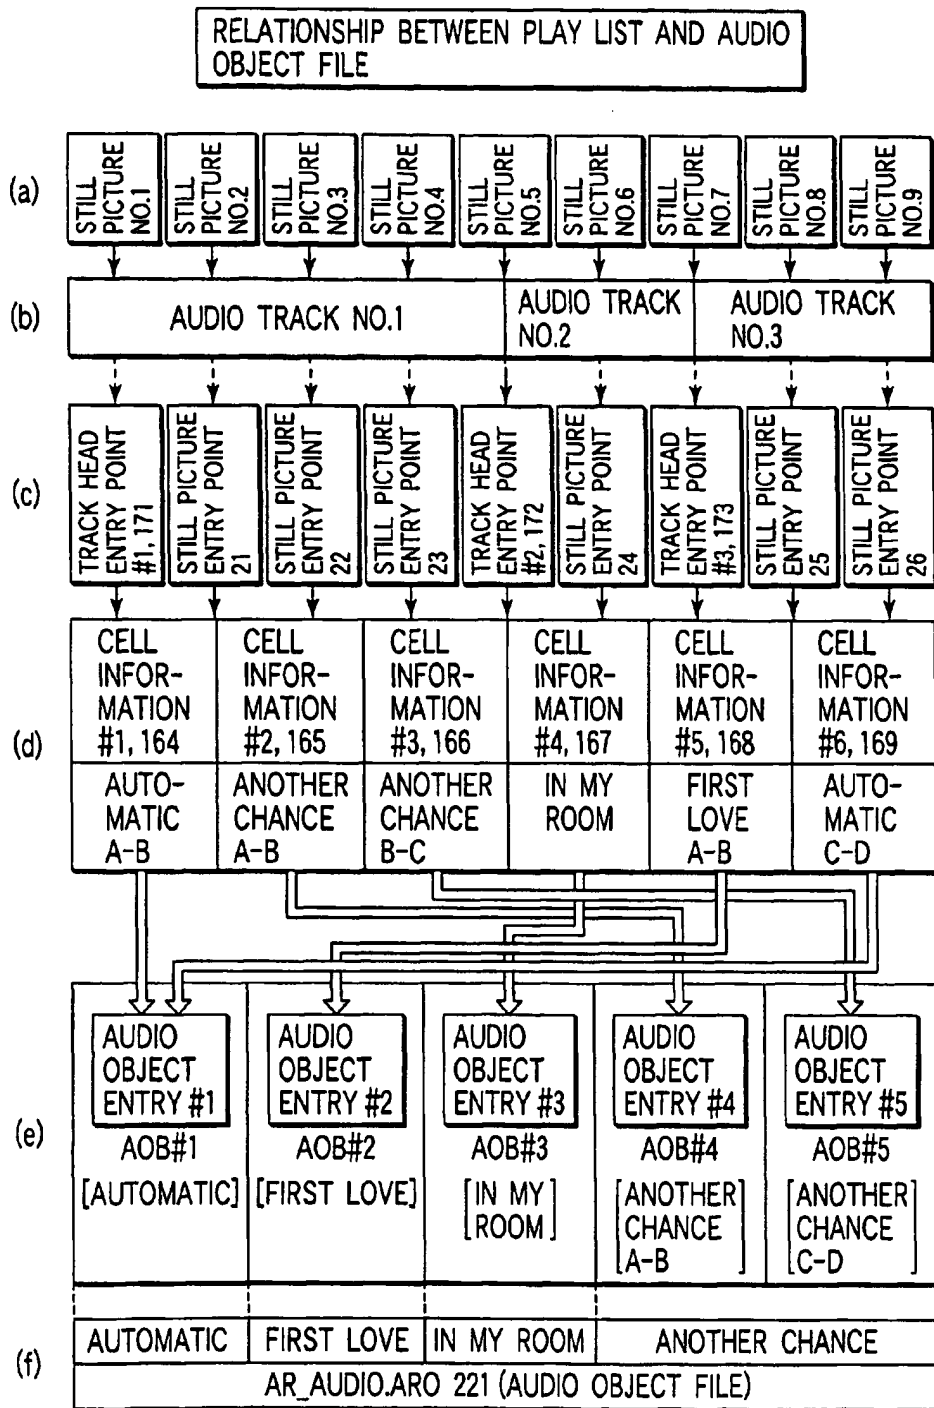 RELATIONSHIP BETWEEN PLAY LIST AND AUDIO
OBJECT FILE
(a)
STILL
PICTURE
NO.1
STILL
PICTURE
NO.2
STILL
PICTURE
NO.3
STILL
PICTURE
NO.4
STILL
PICTURE
NO.5
STILL
PICTURE
NO.6
STILL
PICTURE
NO.7
STILL
PICTURE
NO.8
STILL
PICTURE
NO.9
(b)
AUDIO TRACK NO.1
AUDIO TRACK
NO.2
AUDIO TRACK
NO.3
(c)
TRACK HEAD
ENTRY POINT
#1, 171
STILL PICTURE
ENTRY POINT
21
STILL PICTURE
ENTRY POINT
22
STILL PICTURE
ENTRY POINT
23
TRACK HEAD
ENTRY POINT
#2, 172
STILL PICTURE
ENTRY POINT
24
TRACK HEAD
ENTRY POINT
#3, 173
STILL PICTURE
ENTRY POINT
25
STILL PICTURE
ENTRY POINT
26
(d)
CELL
INFOR-
MATION
#1, 164
CELL
INFOR-
MATION
#2, 165
CELL
INFOR-
MATION
#3, 166
CELL
INFOR-
MATION
#4, 167
CELL
INFOR-
MATION
#5, 168
CELL
INFOR-
MATION
#6, 169
AUTO-
MATIC
A-B
ANOTHER
CHANCE
A-B
ANOTHER
CHANCE
B-C
IN MY
ROOM
FIRST
LOVE
A-B
AUTO-
MATIC
C-D
(e)
AUDIO
OBJECT
ENTRY #1
AOB#1
[AUTOMATIC]
AUDIO
OBJECT
ENTRY #2
AOB#2
[FIRST LOVE]
AUDIO
OBJECT
ENTRY #3
AOB#3
[IN MY
ROOM]
AUDIO
OBJECT
ENTRY #4
AOB#4
[ANOTHER
CHANCE
A-B]
AUDIO
OBJECT
ENTRY #5
AOB#5
[ANOTHER
CHANCE
C-D]
(f)
AUTOMATIC
FIRST LOVE
IN MY ROOM
ANOTHER CHANCE
AR_AUDIO.ARO 221 (AUDIO OBJECT FILE)